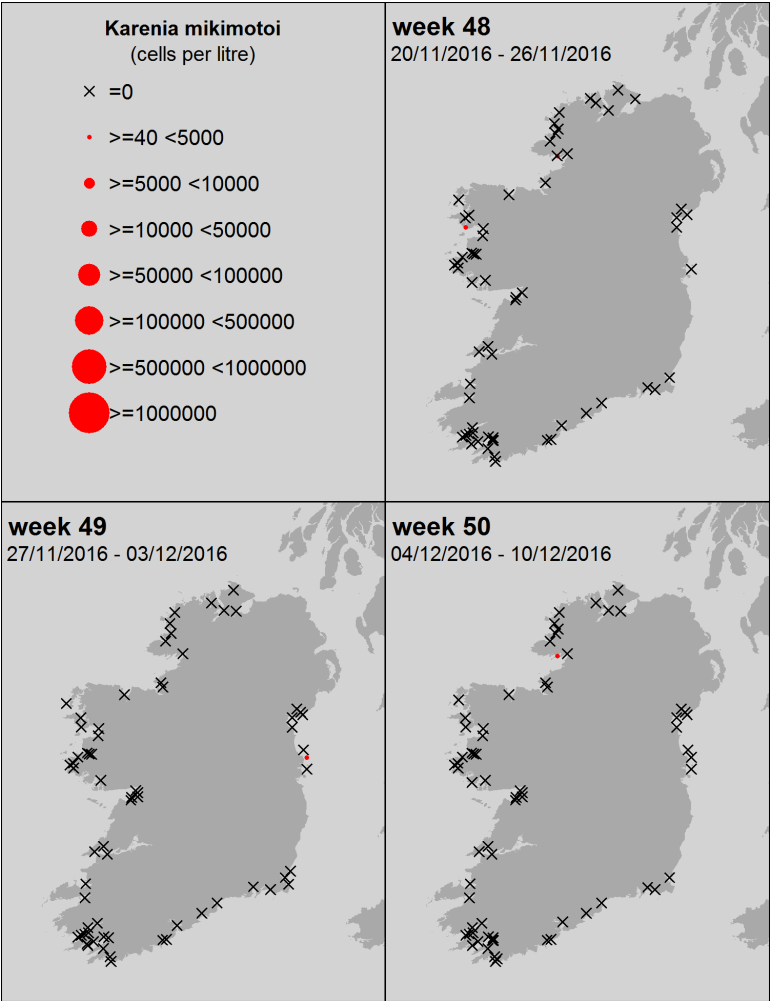 Karenia mikimotoi
(cells per litre)
=0
>=40 <5000
>=5000 <10000
>=10000 <50000
>=50000 <100000
>=100000 <500000
>=500000 <1000000
>=1000000
week 48
20/11/2016 - 26/11/2016
week 49
27/11/2016 - 03/12/2016
week 50
04/12/2016 - 10/12/2016